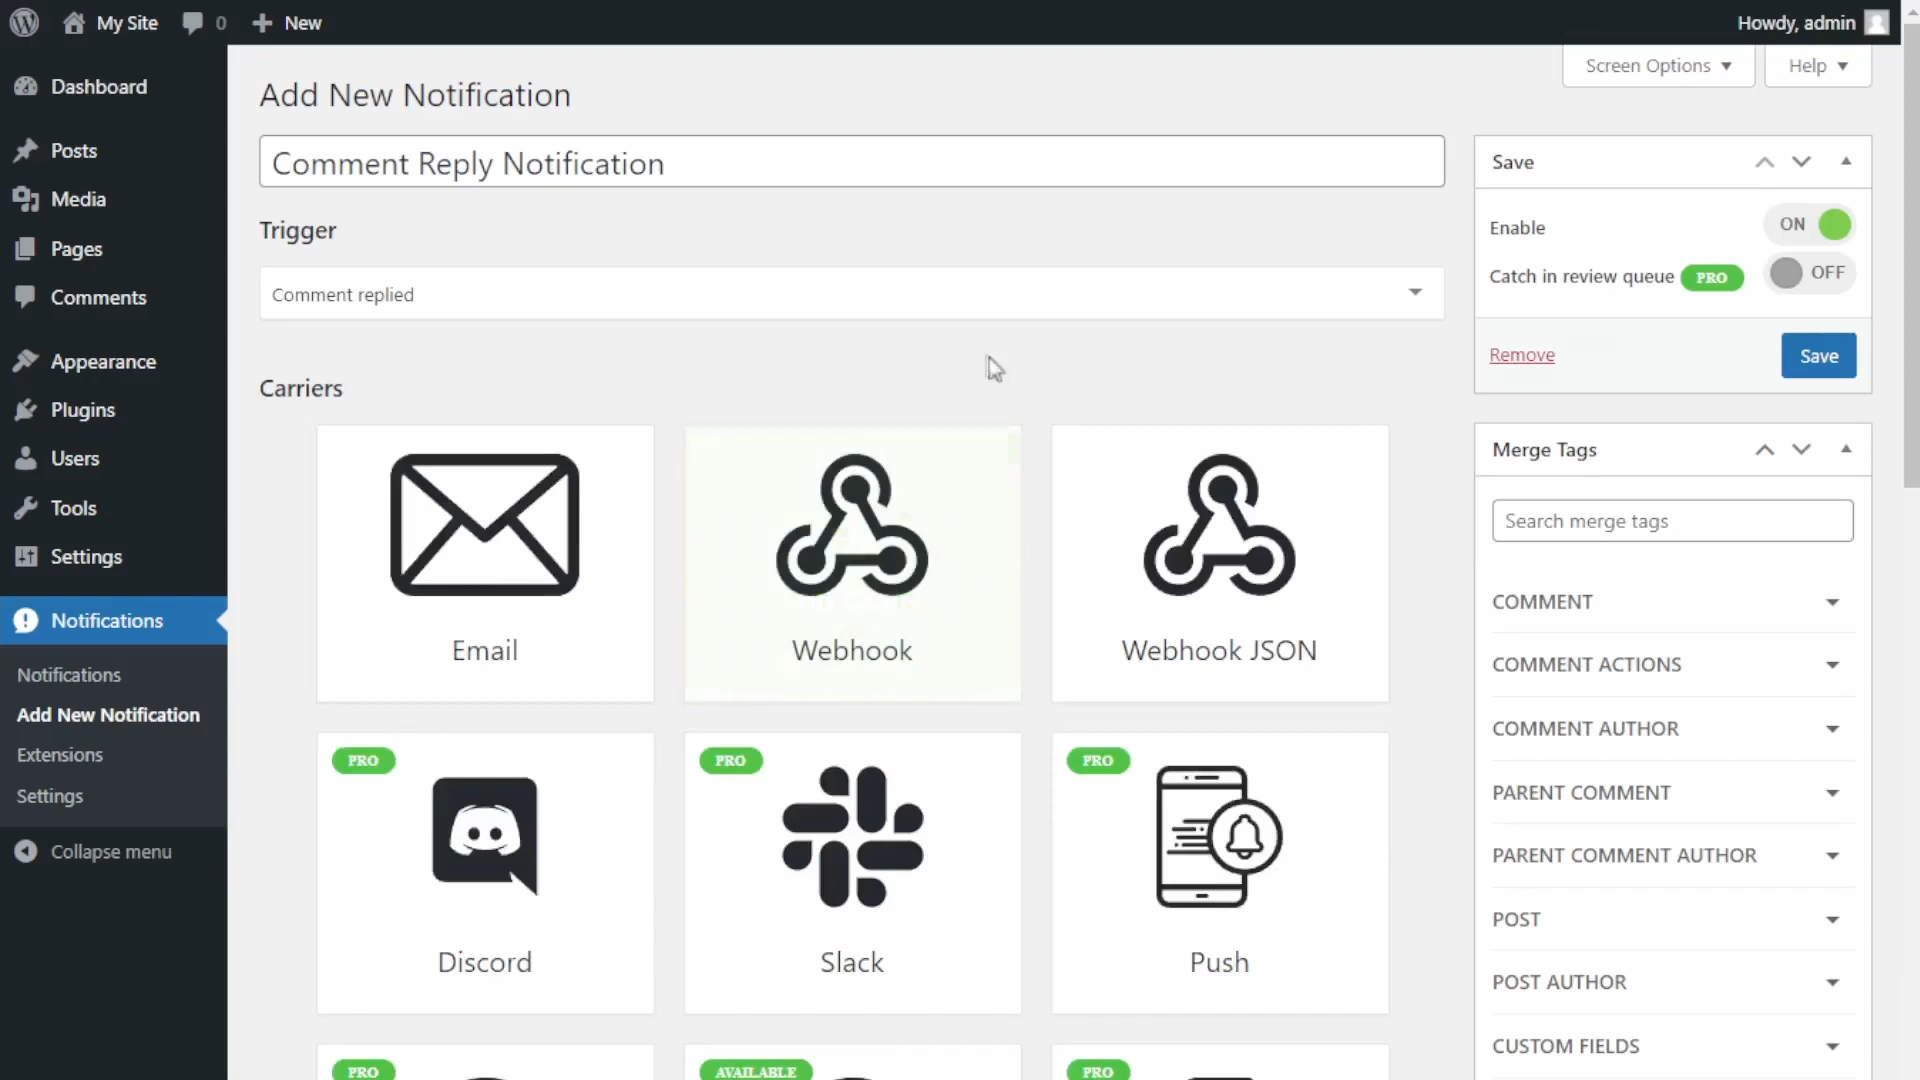 My Site
0
New
Howdy, admin
Dashboard
Posts
Media
Pages
Comments
Appearance
Plugins
Users
Tools
Settings
Notifications
Notifications
Add New Notification
Extensions
Settings
Collapse menu
Screen Options
Help
Add New Notification
Comment Reply Notification
Trigger
Comment replied
Carriers
Email
Webhook
Webhook JSON
PRO
Discord
PRO
Slack
PRO
Push
PRO
AVAILABLE
PRO
Save
Enable
ON
Catch in review queue PRO
OFF
Remove
Save
Merge Tags
Search merge tags
COMMENT
COMMENT ACTIONS
COMMENT AUTHOR
PARENT COMMENT
PARENT COMMENT AUTHOR
POST
POST AUTHOR
CUSTOM FIELDS